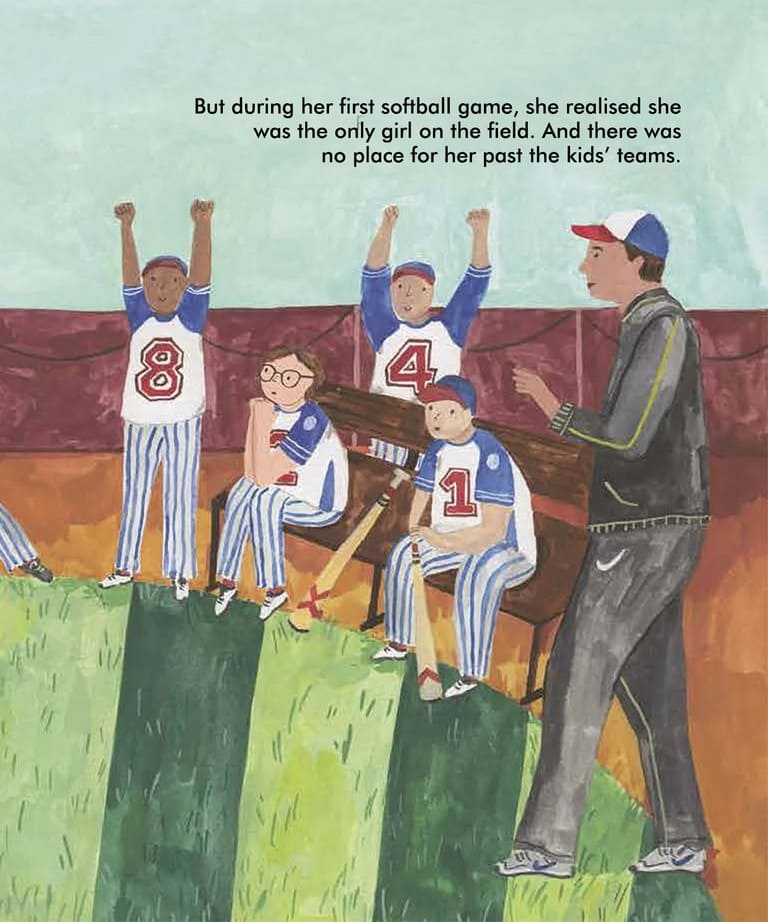 But during her first softball game, she realised she
was the only girl on the field. And there was
no place for her past the kids’ teams.
8
4
1